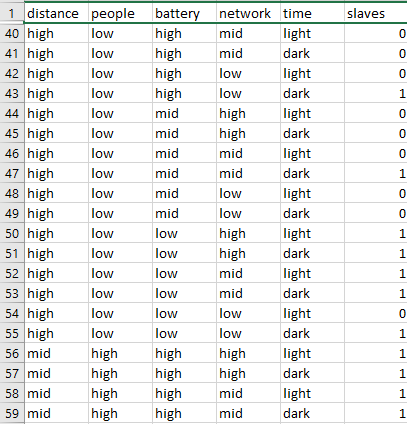 1 distance people battery network time slaves
40 high low high mid light 0
41 high low high mid dark 0
42 high low high low light 0
43 high low high low dark 1
44 high low mid high light 0
45 high low mid high dark 0
46 high low mid mid light 0
47 high low mid mid dark 1
48 high low mid low light 0
49 high low mid low dark 0
50 high low low high light 1
51 high low low high dark 1
52 high low low mid light 1
53 high low low mid dark 1
54 high low low low light 0
55 high low low low dark 1
56 mid high high high light 1
57 mid high high high dark 1
58 mid high high mid light 1
59 mid high high mid dark 1